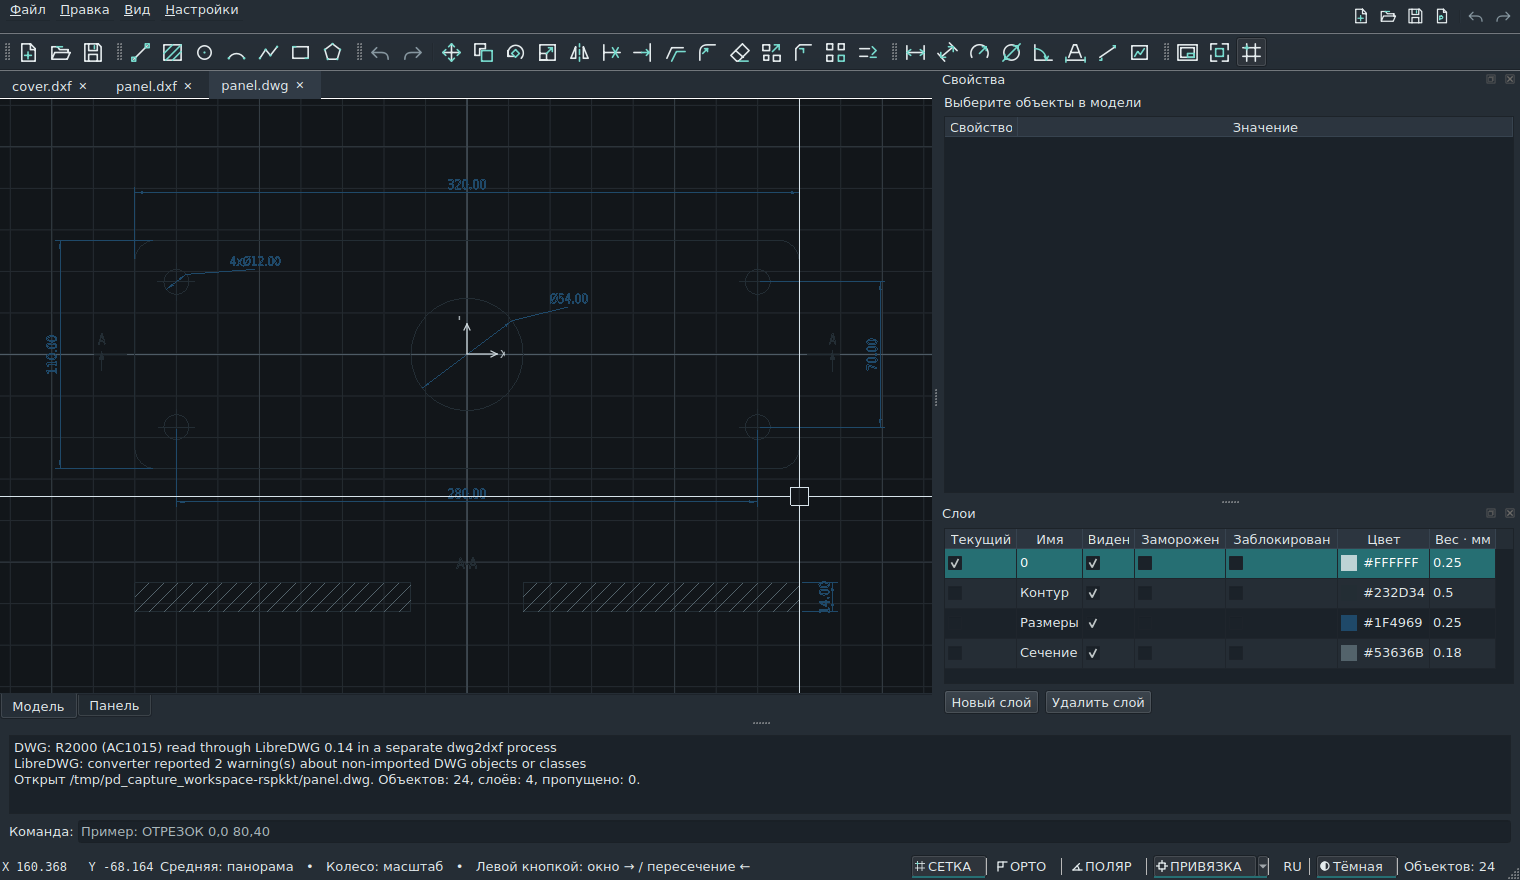 Файл Правка Вид Настройки
cover.dxf × panel.dxf × panel.dwg ×
Свойства
Выберите объекты в модели
Свойство Значение
320.00
4xØ12.00
Ø54.00
110.00
A
A
70.00
X
280.00
A-A
14.00
Слои
Текущий Имя Виден Заморожен Заблокирован Цвет Вес · мм
0 #FFFFFF 0.25
Контур #232D34 0.5
Размеры #1F4969 0.25
Сечение #53636B 0.18
Новый слой Удалить слой
Модель Панель
DWG: R2000 (AC1015) read through LibreDWG 0.14 in a separate dwg2dxf process
LibreDWG: converter reported 2 warning(s) about non-imported DWG objects or classes
Открыт /tmp/pd_capture_workspace-rspkkt/panel.dwg. Объектов: 24, слоёв: 4, пропущено: 0.
Команда: Пример: ОТРЕЗОК 0,0 80,40
X 160.368 Y -68.164 Средняя: панорама • Колесо: масштаб • Левой кнопкой: окно → / пересечение ← СЕТКА ОРТО ПОЛЯР ПРИВЯЗКА RU Тёмная Объектов: 24